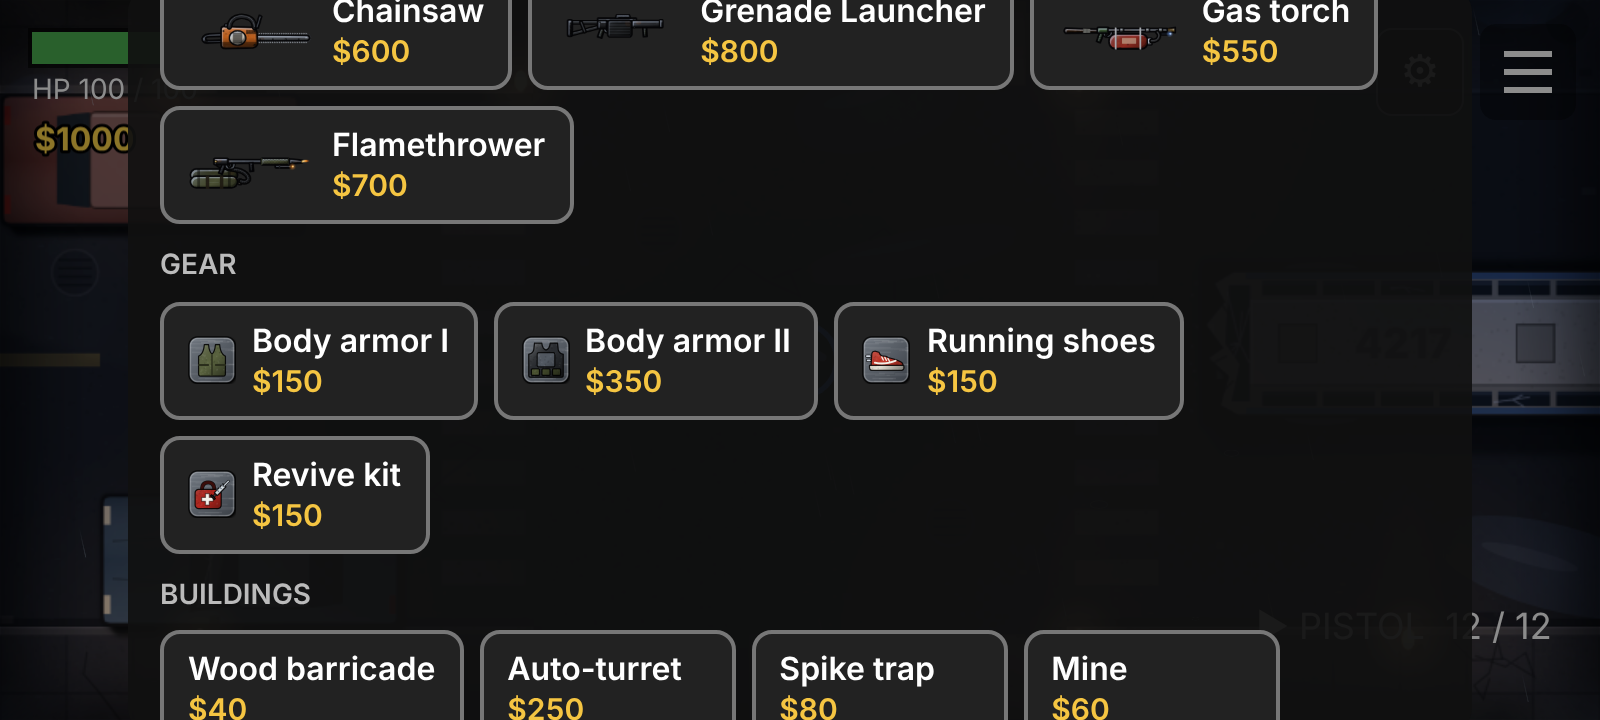 Chainsaw
$600
Grenade Launcher
$800
Gas torch
$550
HP 100 / 100
$1000
Flamethrower
$700
GEAR
Body armor I
$150
Body armor II
$350
Running shoes
$150
4217
Revive kit
$150
BUILDINGS
PISTOL 12 / 12
Wood barricade
$40
Auto-turret
$250
Spike trap
$80
Mine
$60